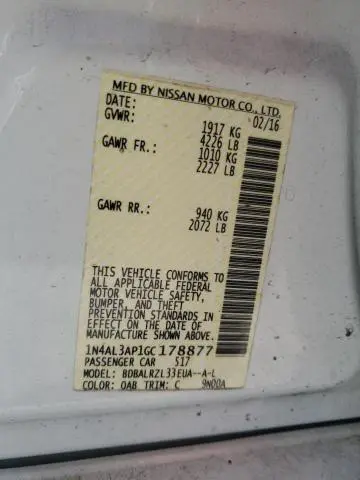 MFD BY NISSAN MOTOR CO., LTD.
DATE: 02/16
GVWR: 1917 KG
4226 LB
GAWR FR.: 1010 KG
2227 LB
GAWR RR.: 940 KG
2072 LB
THIS VEHICLE CONFORMS TO
ALL APPLICABLE FEDERAL
MOTOR VEHICLE SAFETY,
BUMPER, AND THEFT
PREVENTION STANDARDS IN
EFFECT ON THE DATE OF
MANUFACTURE SHOWN ABOVE.
1N4AL3AP1GC178877
PASSENGER CAR 517
MODEL: BDBALRZL33EUA--A-L
COLOR: QAB TRIM: C 9N00A